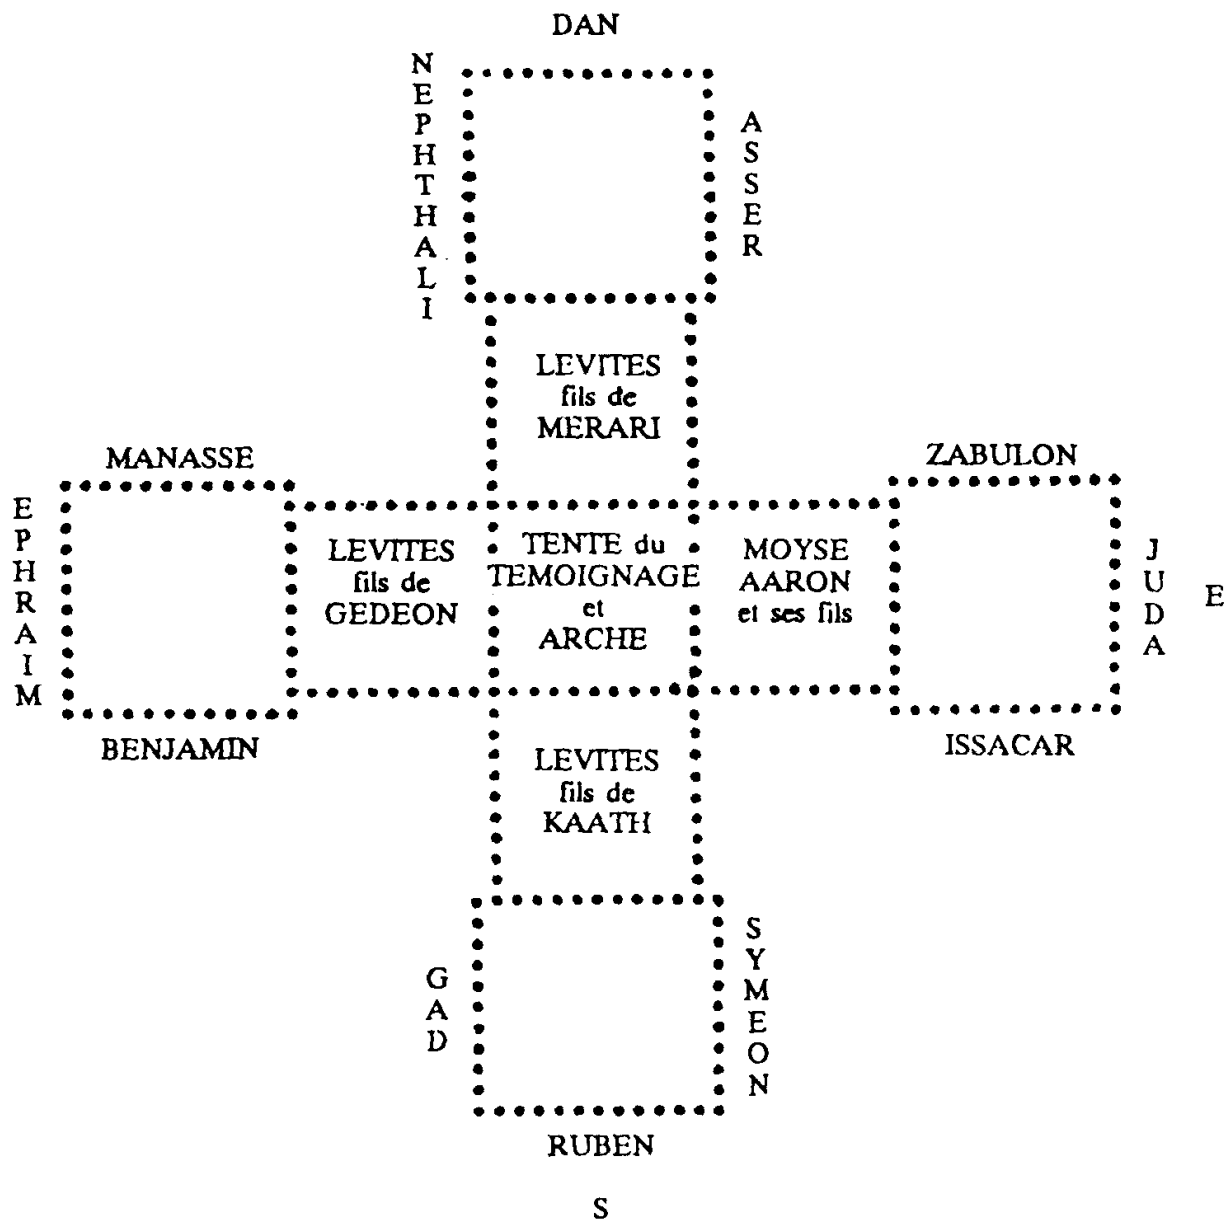 DAN
NEPHTHALI
ASSER
LEVITES
fils de
MERARI
MANASSE
ZABULON
EPHRAIM
LEVITES
fils de
GEDEON
TENTE du
TEMOIGNAGE
et
ARCHE
MOYSE
AARON
et ses fils
JUDA
E
BENJAMIN
ISSACAR
LEVITES
fils de
KAATH
GAD
SYMEON
RUBEN
S